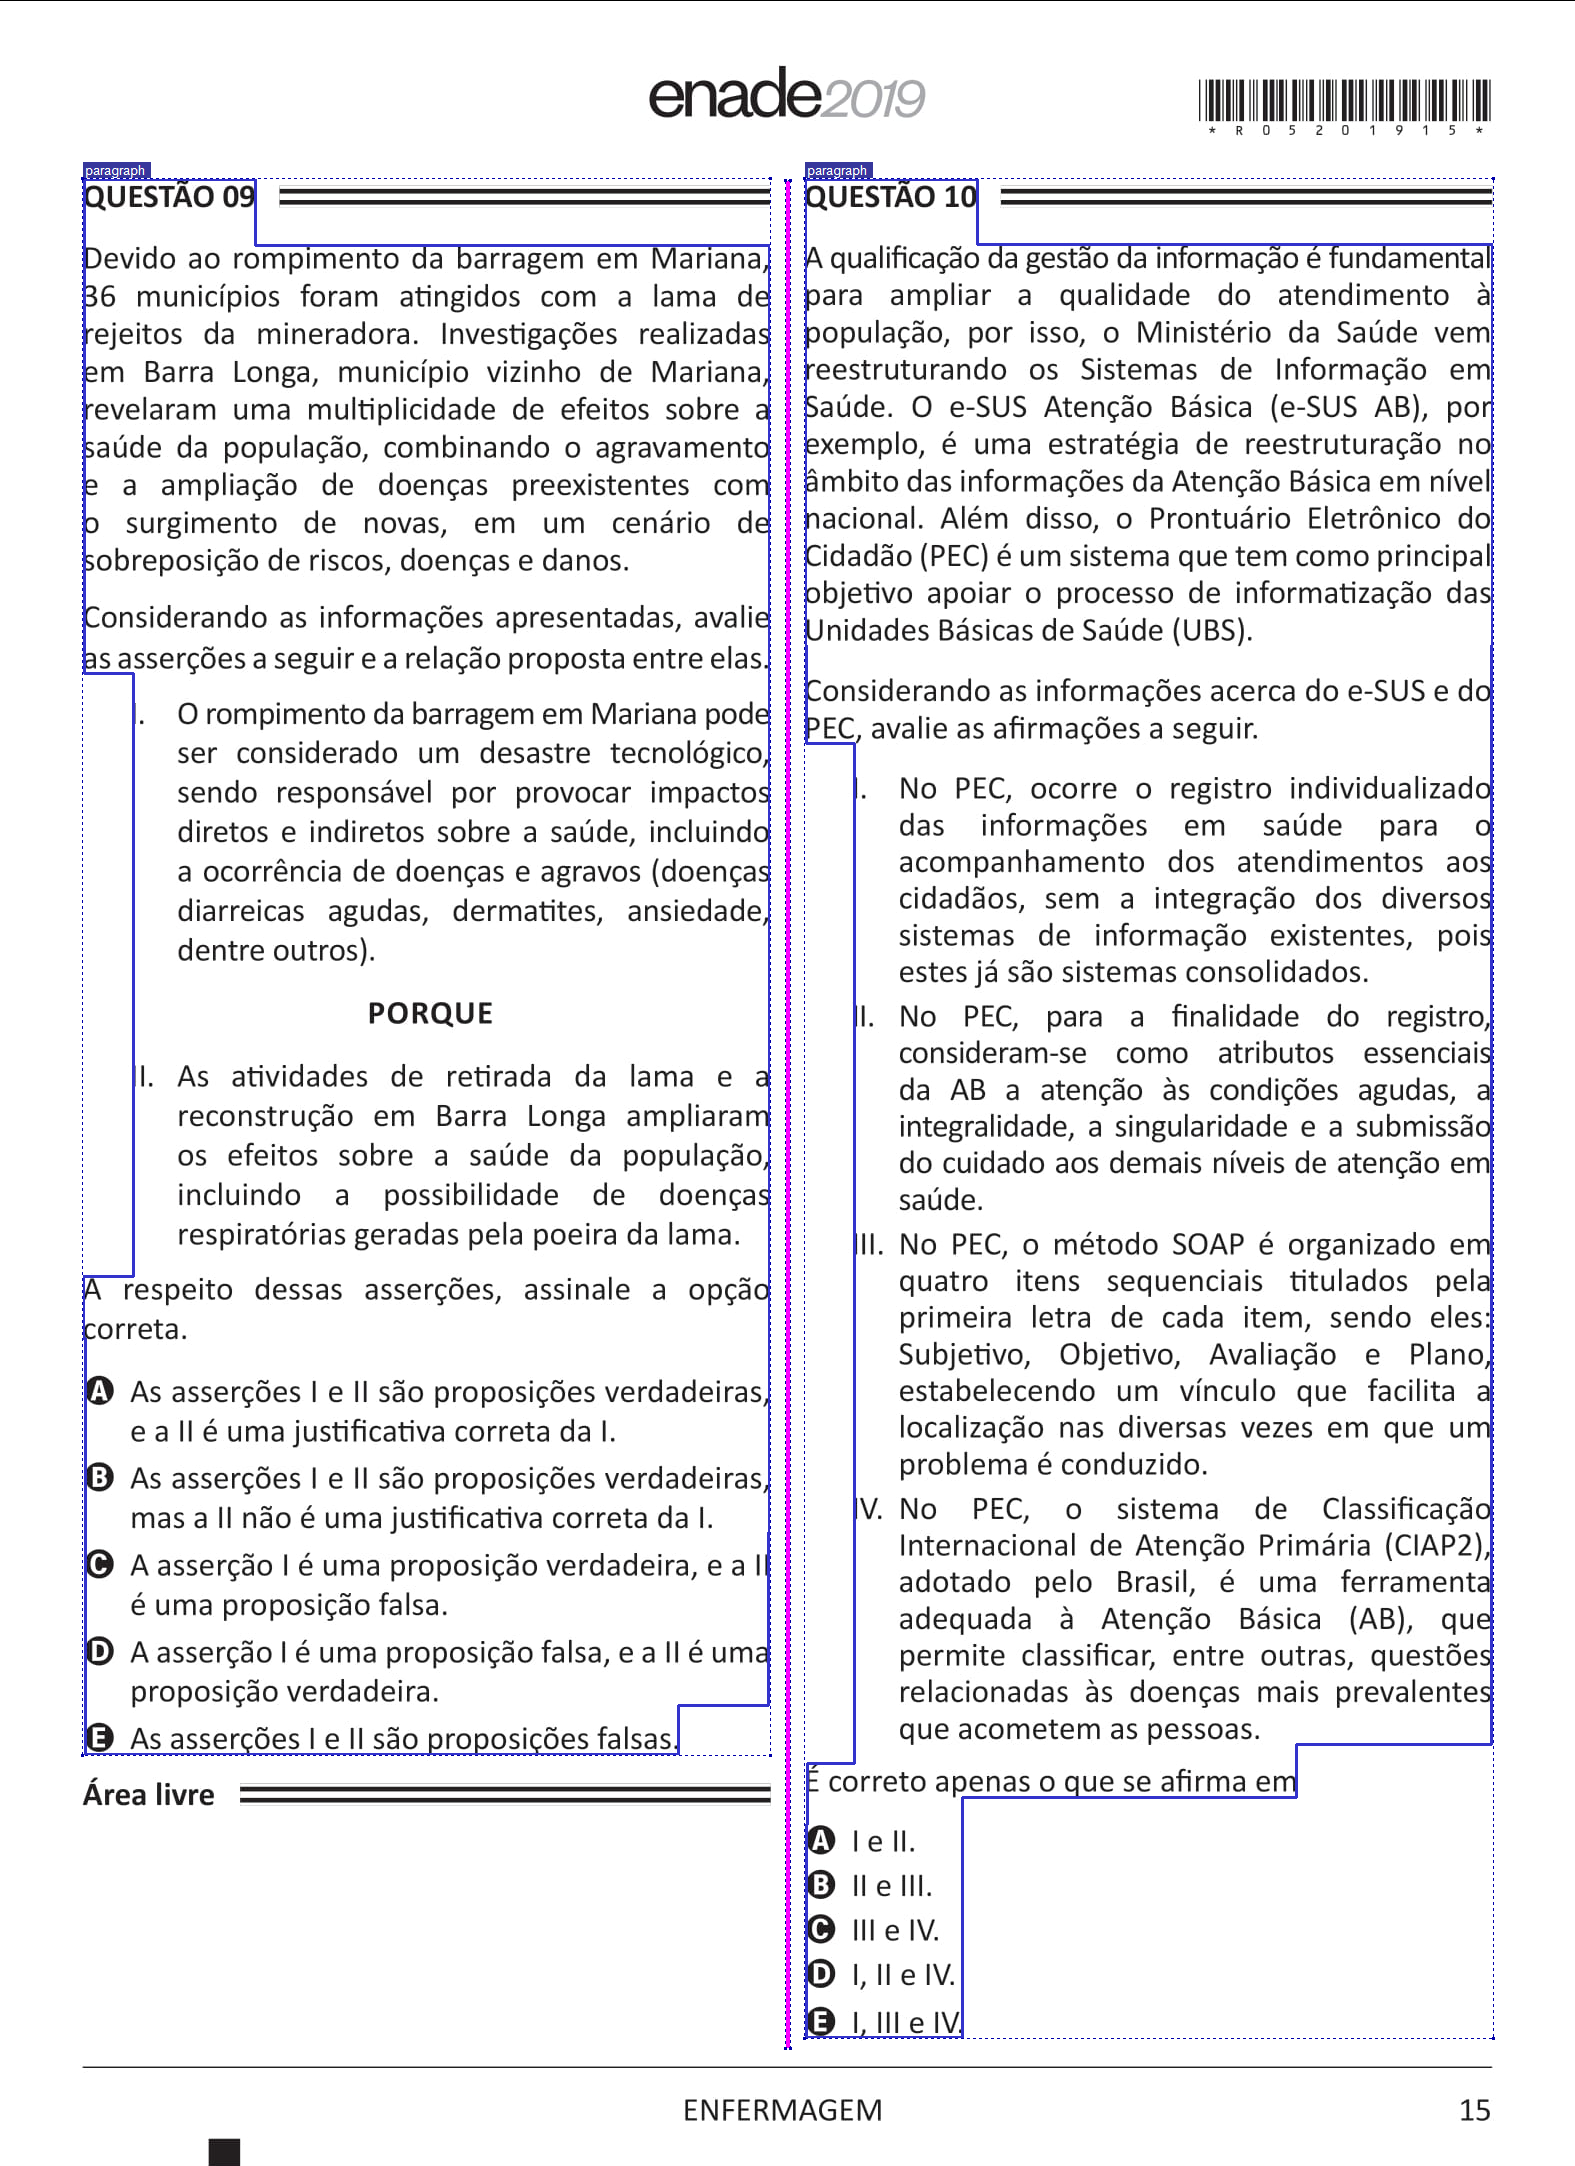 enade2019
*R05201915*
paragraph
QUESTÃO 09
Devido ao rompimento da barragem em Mariana,
36 municípios foram atingidos com a lama de
rejeitos da mineradora. Investigações realizadas
em Barra Longa, município vizinho de Mariana,
revelaram uma multiplicidade de efeitos sobre a
saúde da população, combinando o agravamento
e a ampliação de doenças preexistentes com
o surgimento de novas, em um cenário de
sobreposição de riscos, doenças e danos.
Considerando as informações apresentadas, avalie
as asserções a seguir e a relação proposta entre elas.
I. O rompimento da barragem em Mariana pode
ser considerado um desastre tecnológico,
sendo responsável por provocar impactos
diretos e indiretos sobre a saúde, incluindo
a ocorrência de doenças e agravos (doenças
diarreicas agudas, dermatites, ansiedade,
dentre outros).
PORQUE
II. As atividades de retirada da lama e a
reconstrução em Barra Longa ampliaram
os efeitos sobre a saúde da população,
incluindo a possibilidade de doenças
respiratórias geradas pela poeira da lama.
A respeito dessas asserções, assinale a opção
correta.
A As asserções I e II são proposições verdadeiras,
e a II é uma justificativa correta da I.
B As asserções I e II são proposições verdadeiras,
mas a II não é uma justificativa correta da I.
C A asserção I é uma proposição verdadeira, e a II
é uma proposição falsa.
D A asserção I é uma proposição falsa, e a II é uma
proposição verdadeira.
E As asserções I e II são proposições falsas.
Área livre
paragraph
QUESTÃO 10
A qualificação da gestão da informação é fundamental
para ampliar a qualidade do atendimento à
população, por isso, o Ministério da Saúde vem
reestruturando os Sistemas de Informação em
Saúde. O e-SUS Atenção Básica (e-SUS AB), por
exemplo, é uma estratégia de reestruturação no
âmbito das informações da Atenção Básica em nível
nacional. Além disso, o Prontuário Eletrônico do
Cidadão (PEC) é um sistema que tem como principal
objetivo apoiar o processo de informatização das
Unidades Básicas de Saúde (UBS).
Considerando as informações acerca do e-SUS e do
PEC, avalie as afirmações a seguir.
I. No PEC, ocorre o registro individualizado
das informações em saúde para o
acompanhamento dos atendimentos aos
cidadãos, sem a integração dos diversos
sistemas de informação existentes, pois
estes já são sistemas consolidados.
II. No PEC, para a finalidade do registro,
consideram-se como atributos essenciais
da AB a atenção às condições agudas, a
integralidade, a singularidade e a submissão
do cuidado aos demais níveis de atenção em
saúde.
III. No PEC, o método SOAP é organizado em
quatro itens sequenciais titulados pela
primeira letra de cada item, sendo eles:
Subjetivo, Objetivo, Avaliação e Plano,
estabelecendo um vínculo que facilita a
localização nas diversas vezes em que um
problema é conduzido.
IV. No PEC, o sistema de Classificação
Internacional de Atenção Primária (CIAP2),
adotado pelo Brasil, é uma ferramenta
adequada à Atenção Básica (AB), que
permite classificar, entre outras, questões
relacionadas às doenças mais prevalentes
que acometem as pessoas.
É correto apenas o que se afirma em
A I e II.
B II e III.
C III e IV.
D I, II e IV.
E I, III e IV.
ENFERMAGEM
15